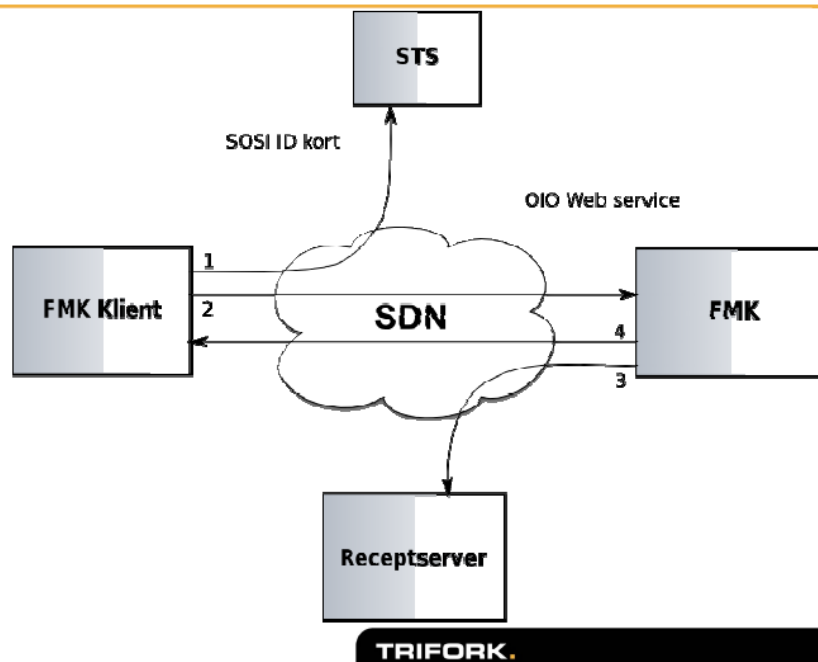 STS
SOSI ID kort
OIO Web service
1
FMK Klient
2
SDN
FMK
4
3
Receptserver
TRIFORK.